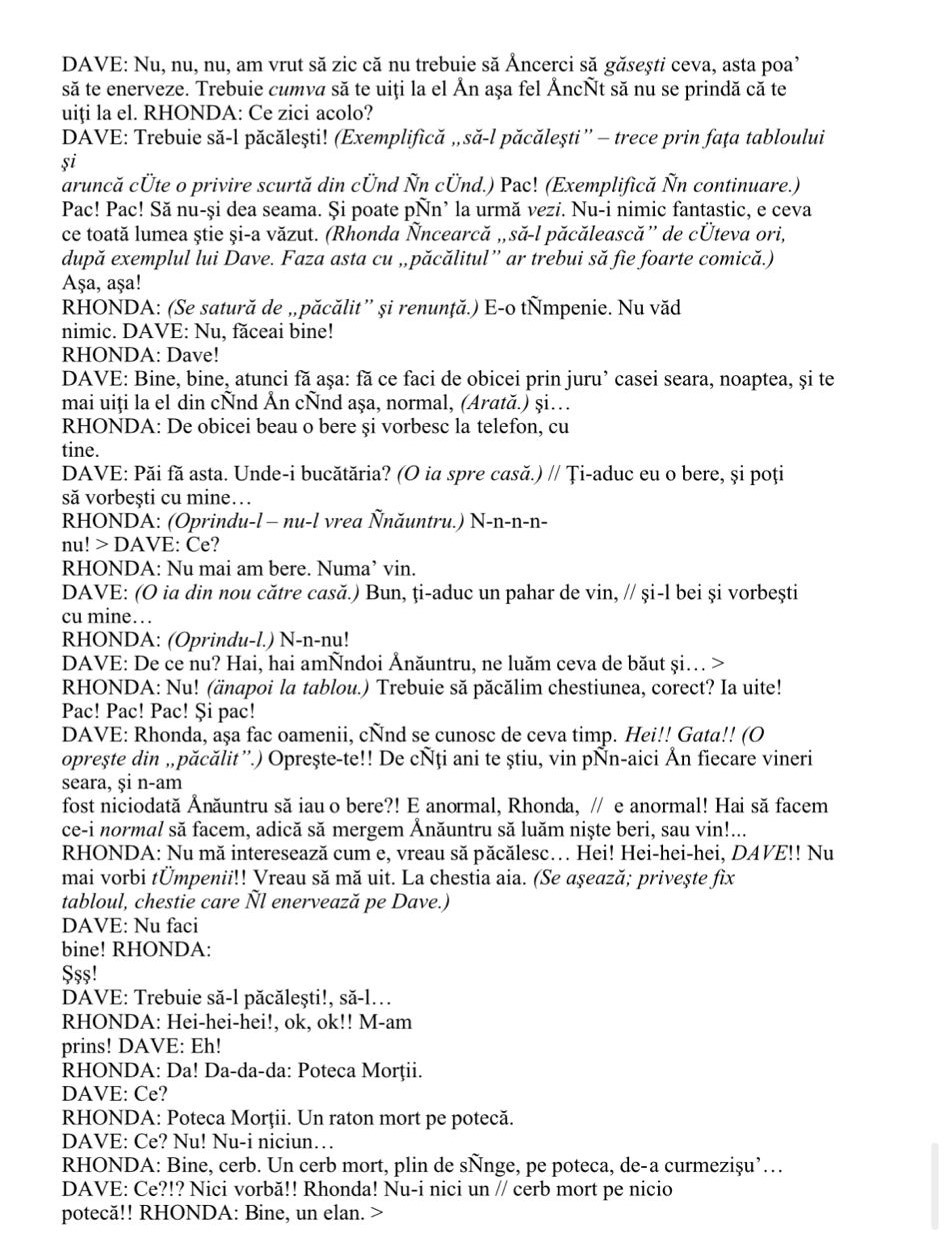 DAVE: Nu, nu, nu, am vrut să zic că nu trebuie să Åncerci să găseşti ceva, asta poa’
să te enerveze. Trebuie cumva să te uiţi la el Ån aşa fel ÅncÑt să nu se prindă că te
uiţi la el. RHONDA: Ce zici acolo?
DAVE: Trebuie să-l păcăleşti! (Exemplifică „să-l păcăleşti” – trece prin faţa tabloului
şi
aruncă cÜte o privire scurtă din cÜnd Ñn cÜnd.) Pac! (Exemplifică Ñn continuare.)
Pac! Pac! Să nu-şi dea seama. Şi poate pÑn’ la urmă vezi. Nu-i nimic fantastic, e ceva
ce toată lumea ştie şi-a văzut. (Rhonda Ñncearcă „să-l păcălească” de cÜteva ori,
după exemplul lui Dave. Faza asta cu „păcălitul” ar trebui să fie foarte comică.)
Aşa, aşa!
RHONDA: (Se satură de „păcălit” şi renunţă.) E-o tÑmpenie. Nu văd
nimic. DAVE: Nu, făceai bine!
RHONDA: Dave!
DAVE: Bine, bine, atunci fă aşa: fă ce faci de obicei prin juru’ casei seara, noaptea, şi te
mai uiţi la el din cÑnd Ån cÑnd aşa, normal, (Arată.) şi…
RHONDA: De obicei beau o bere şi vorbesc la telefon, cu
tine.
DAVE: Păi fă asta. Unde-i bucătăria? (O ia spre casă.) // Ţi-aduc eu o bere, şi poţi
să vorbeşti cu mine…
RHONDA: (Oprindu-l – nu-l vrea Ñnăuntru.) N-n-n-n-
nu! > DAVE: Ce?
RHONDA: Nu mai am bere. Numa’ vin.
DAVE: (O ia din nou către casă.) Bun, ţi-aduc un pahar de vin, // şi-l bei şi vorbeşti
cu mine…
RHONDA: (Oprindu-l.) N-n-nu!
DAVE: De ce nu? Hai, hai amÑndoi Ånăuntru, ne luăm ceva de băut şi… >
RHONDA: Nu! (änapoi la tablou.) Trebuie să păcălim chestiunea, corect? Ia uite!
Pac! Pac! Pac! Şi pac!
DAVE: Rhonda, aşa fac oamenii, cÑnd se cunosc de ceva timp. Hei!! Gata!! (O
opreşte din „păcălit”.) Opreşte-te!! De cÑţi ani te ştiu, vin pÑn-aici Ån fiecare vineri
seara, şi n-am
fost niciodată Ånăuntru să iau o bere?! E anormal, Rhonda, // e anormal! Hai să facem
ce-i normal să facem, adică să mergem Ånăuntru să luăm nişte beri, sau vin!...
RHONDA: Nu mă interesează cum e, vreau să păcălesc… Hei! Hei-hei-hei, DAVE!! Nu
mai vorbi tÜmpenii!! Vreau să mă uit. La chestia aia. (Se aşează; priveşte fix
tabloul, chestie care Ñl enervează pe Dave.)
DAVE: Nu faci
bine! RHONDA:
Şşş!
DAVE: Trebuie să-l păcăleşti!, să-l…
RHONDA: Hei-hei-hei!, ok, ok!! M-am
prins! DAVE: Eh!
RHONDA: Da! Da-da-da: Poteca Morţii.
DAVE: Ce?
RHONDA: Poteca Morţii. Un raton mort pe potecă.
DAVE: Ce? Nu! Nu-i niciun…
RHONDA: Bine, cerb. Un cerb mort, plin de sÑnge, pe poteca, de-a curmezişu’…
DAVE: Ce?!? Nici vorbă!! Rhonda! Nu-i nici un // cerb mort pe nicio
potecă!! RHONDA: Bine, un elan. >